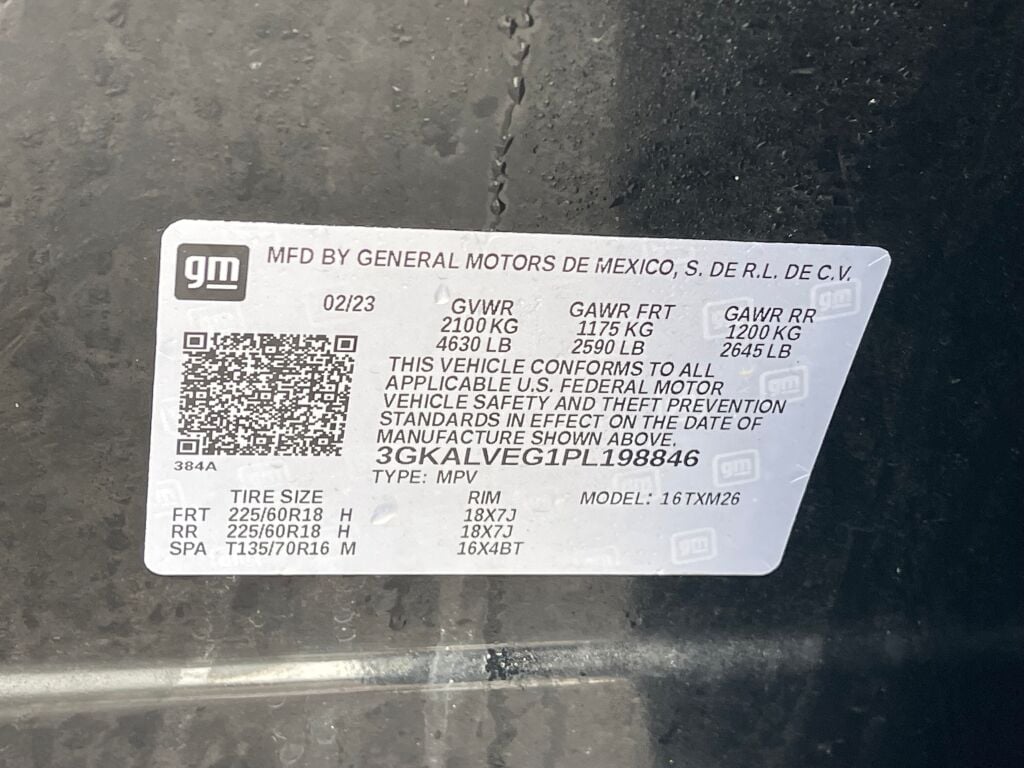 gm
MFD BY GENERAL MOTORS DE MEXICO, S. DE R.L. DE C.V.
02/23 GVWR GAWR FRT GAWR RR
2100 KG 1175 KG 1200 KG
4630 LB 2590 LB 2645 LB
THIS VEHICLE CONFORMS TO ALL
APPLICABLE U.S. FEDERAL MOTOR
VEHICLE SAFETY AND THEFT PREVENTION
STANDARDS IN EFFECT ON THE DATE OF
MANUFACTURE SHOWN ABOVE.
3GKALVEG1PL198846
384A
TYPE: MPV
TIRE SIZE RIM MODEL: 16TXM26
FRT 225/60R18 H 18X7J
RR 225/60R18 H 18X7J
SPA T135/70R16 M 16X4BT